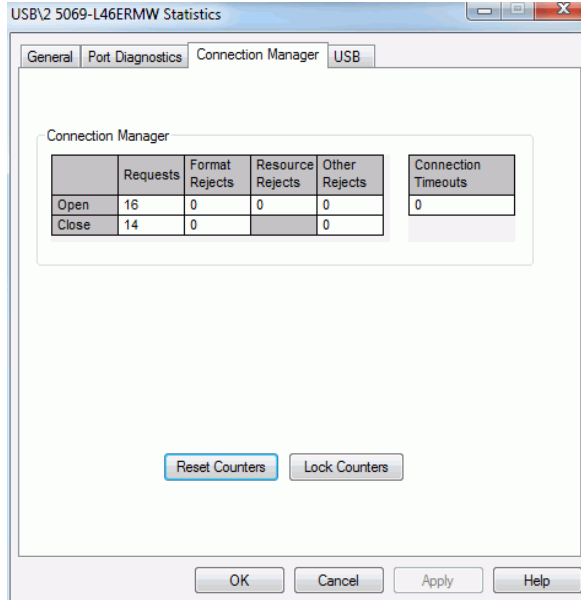 USB\2 5069-L46ERMW Statistics
General Port Diagnostics Connection Manager USB
Connection Manager
Requests Format Rejects Resource Rejects Other Rejects Connection Timeouts
Open 16 0 0 0 0
Close 14 0 0
Reset Counters Lock Counters
OK Cancel Apply Help